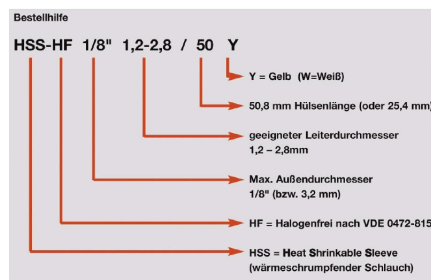 Bestellhilfe
HSS-HF 1/8" 1,2-2,8 / 50 Y
Y = Gelb (W=Weiß)
50,8 mm Hülsenlänge (oder 25,4 mm)
geeigneter Leiterdurchmesser
1,2 – 2,8mm
Max. Außendurchmesser
1/8" (bzw. 3,2 mm)
HF = Halogenfrei nach VDE 0472-815
HSS = Heat Shrinkable Sleeve
(wärmeschrumpfender Schlauch)